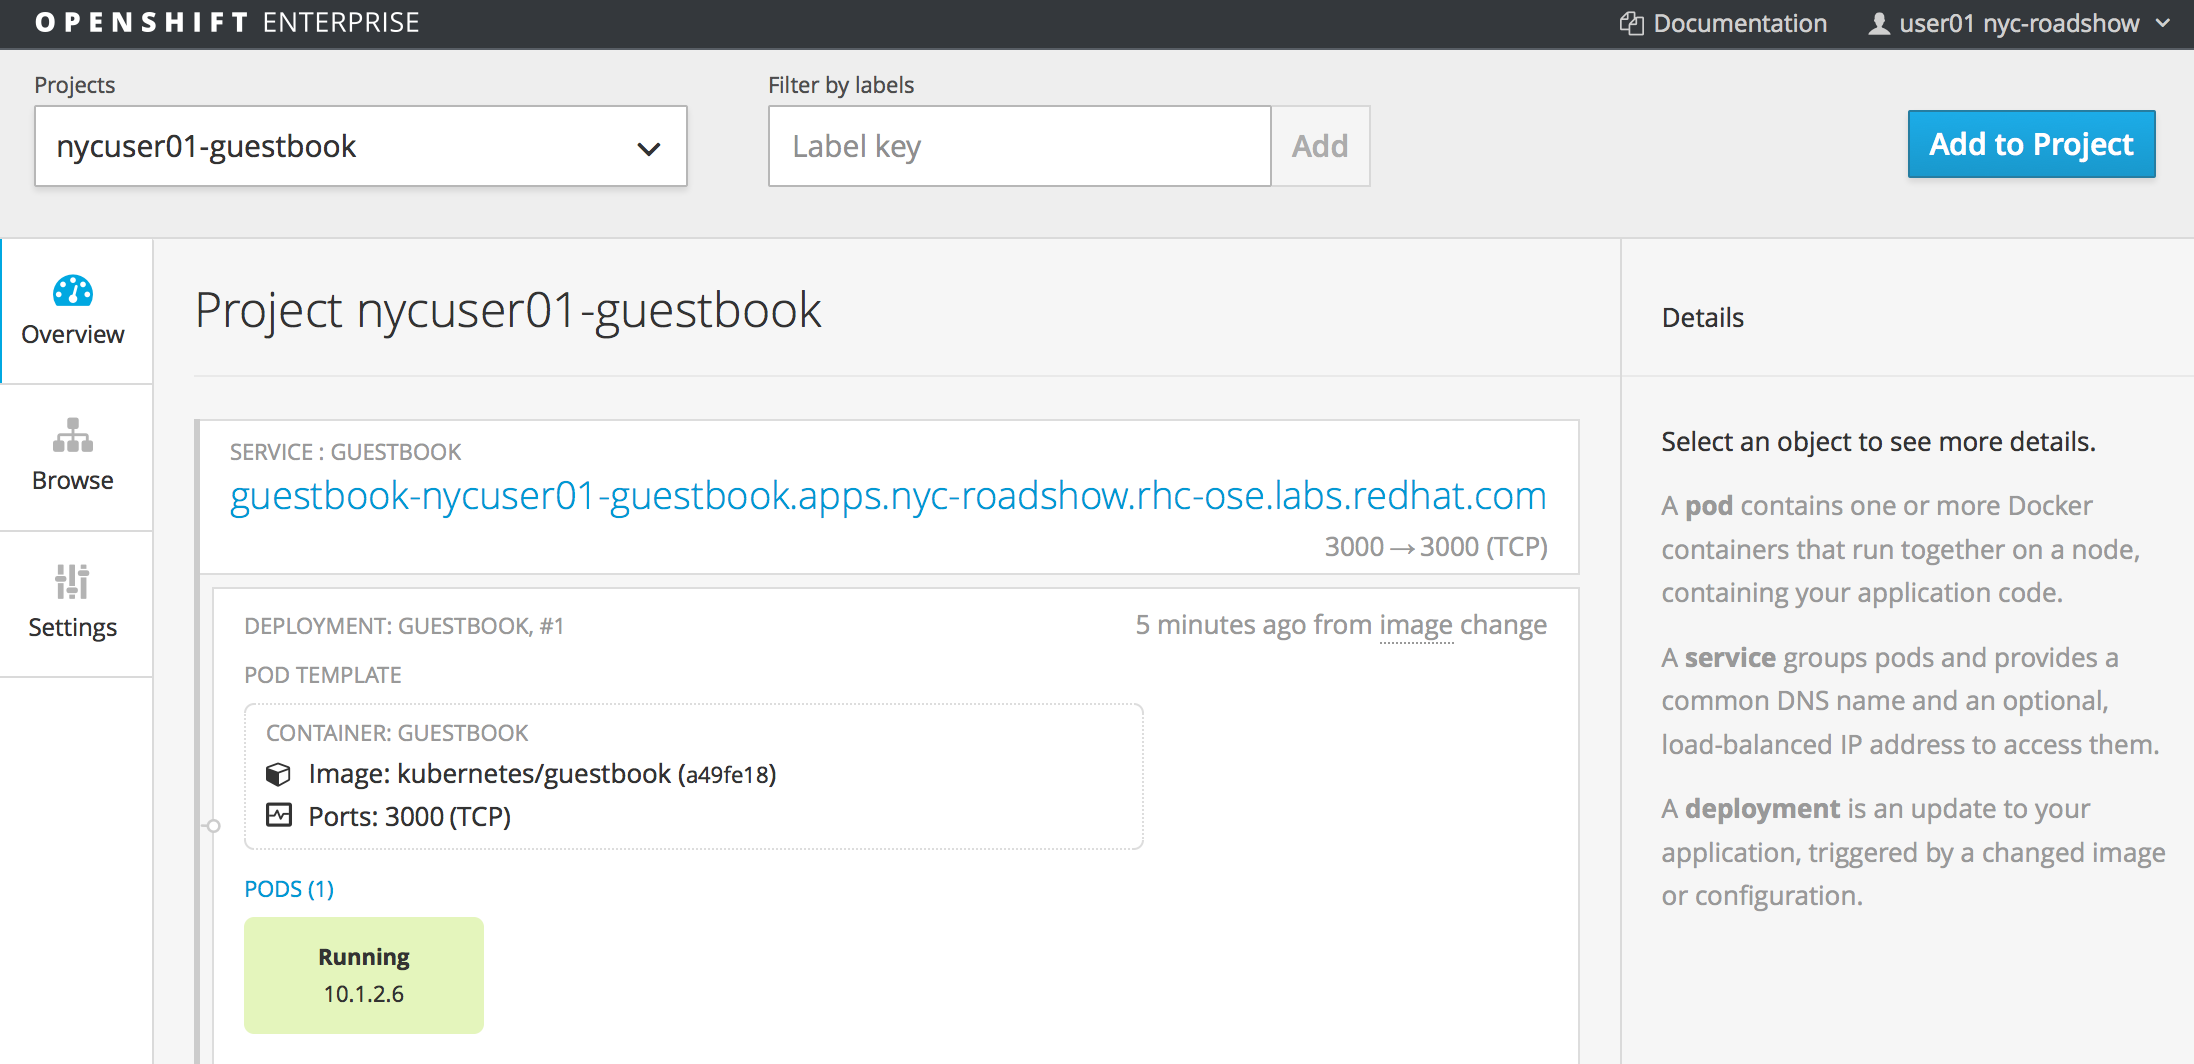 OPENSHIFT ENTERPRISE
Documentation
user01 nyc-roadshow
Projects
Filter by labels
nycuser01-guestbook
Label key
Add
Add to Project
Overview
Browse
Settings
Project nycuser01-guestbook
SERVICE : GUESTBOOK
guestbook-nycuser01-guestbook.apps.nyc-roadshow.rhc-ose.labs.redhat.com
3000→3000 (TCP)
DEPLOYMENT: GUESTBOOK, #1
5 minutes ago from image change
POD TEMPLATE
CONTAINER: GUESTBOOK
Image: kubernetes/guestbook (a49fe18)
Ports: 3000 (TCP)
PODS (1)
Running
10.1.2.6
Details
Select an object to see more details.
A pod contains one or more Docker
containers that run together on a node,
containing your application code.
A service groups pods and provides a
common DNS name and an optional,
load-balanced IP address to access them.
A deployment is an update to your
application, triggered by a changed image
or configuration.